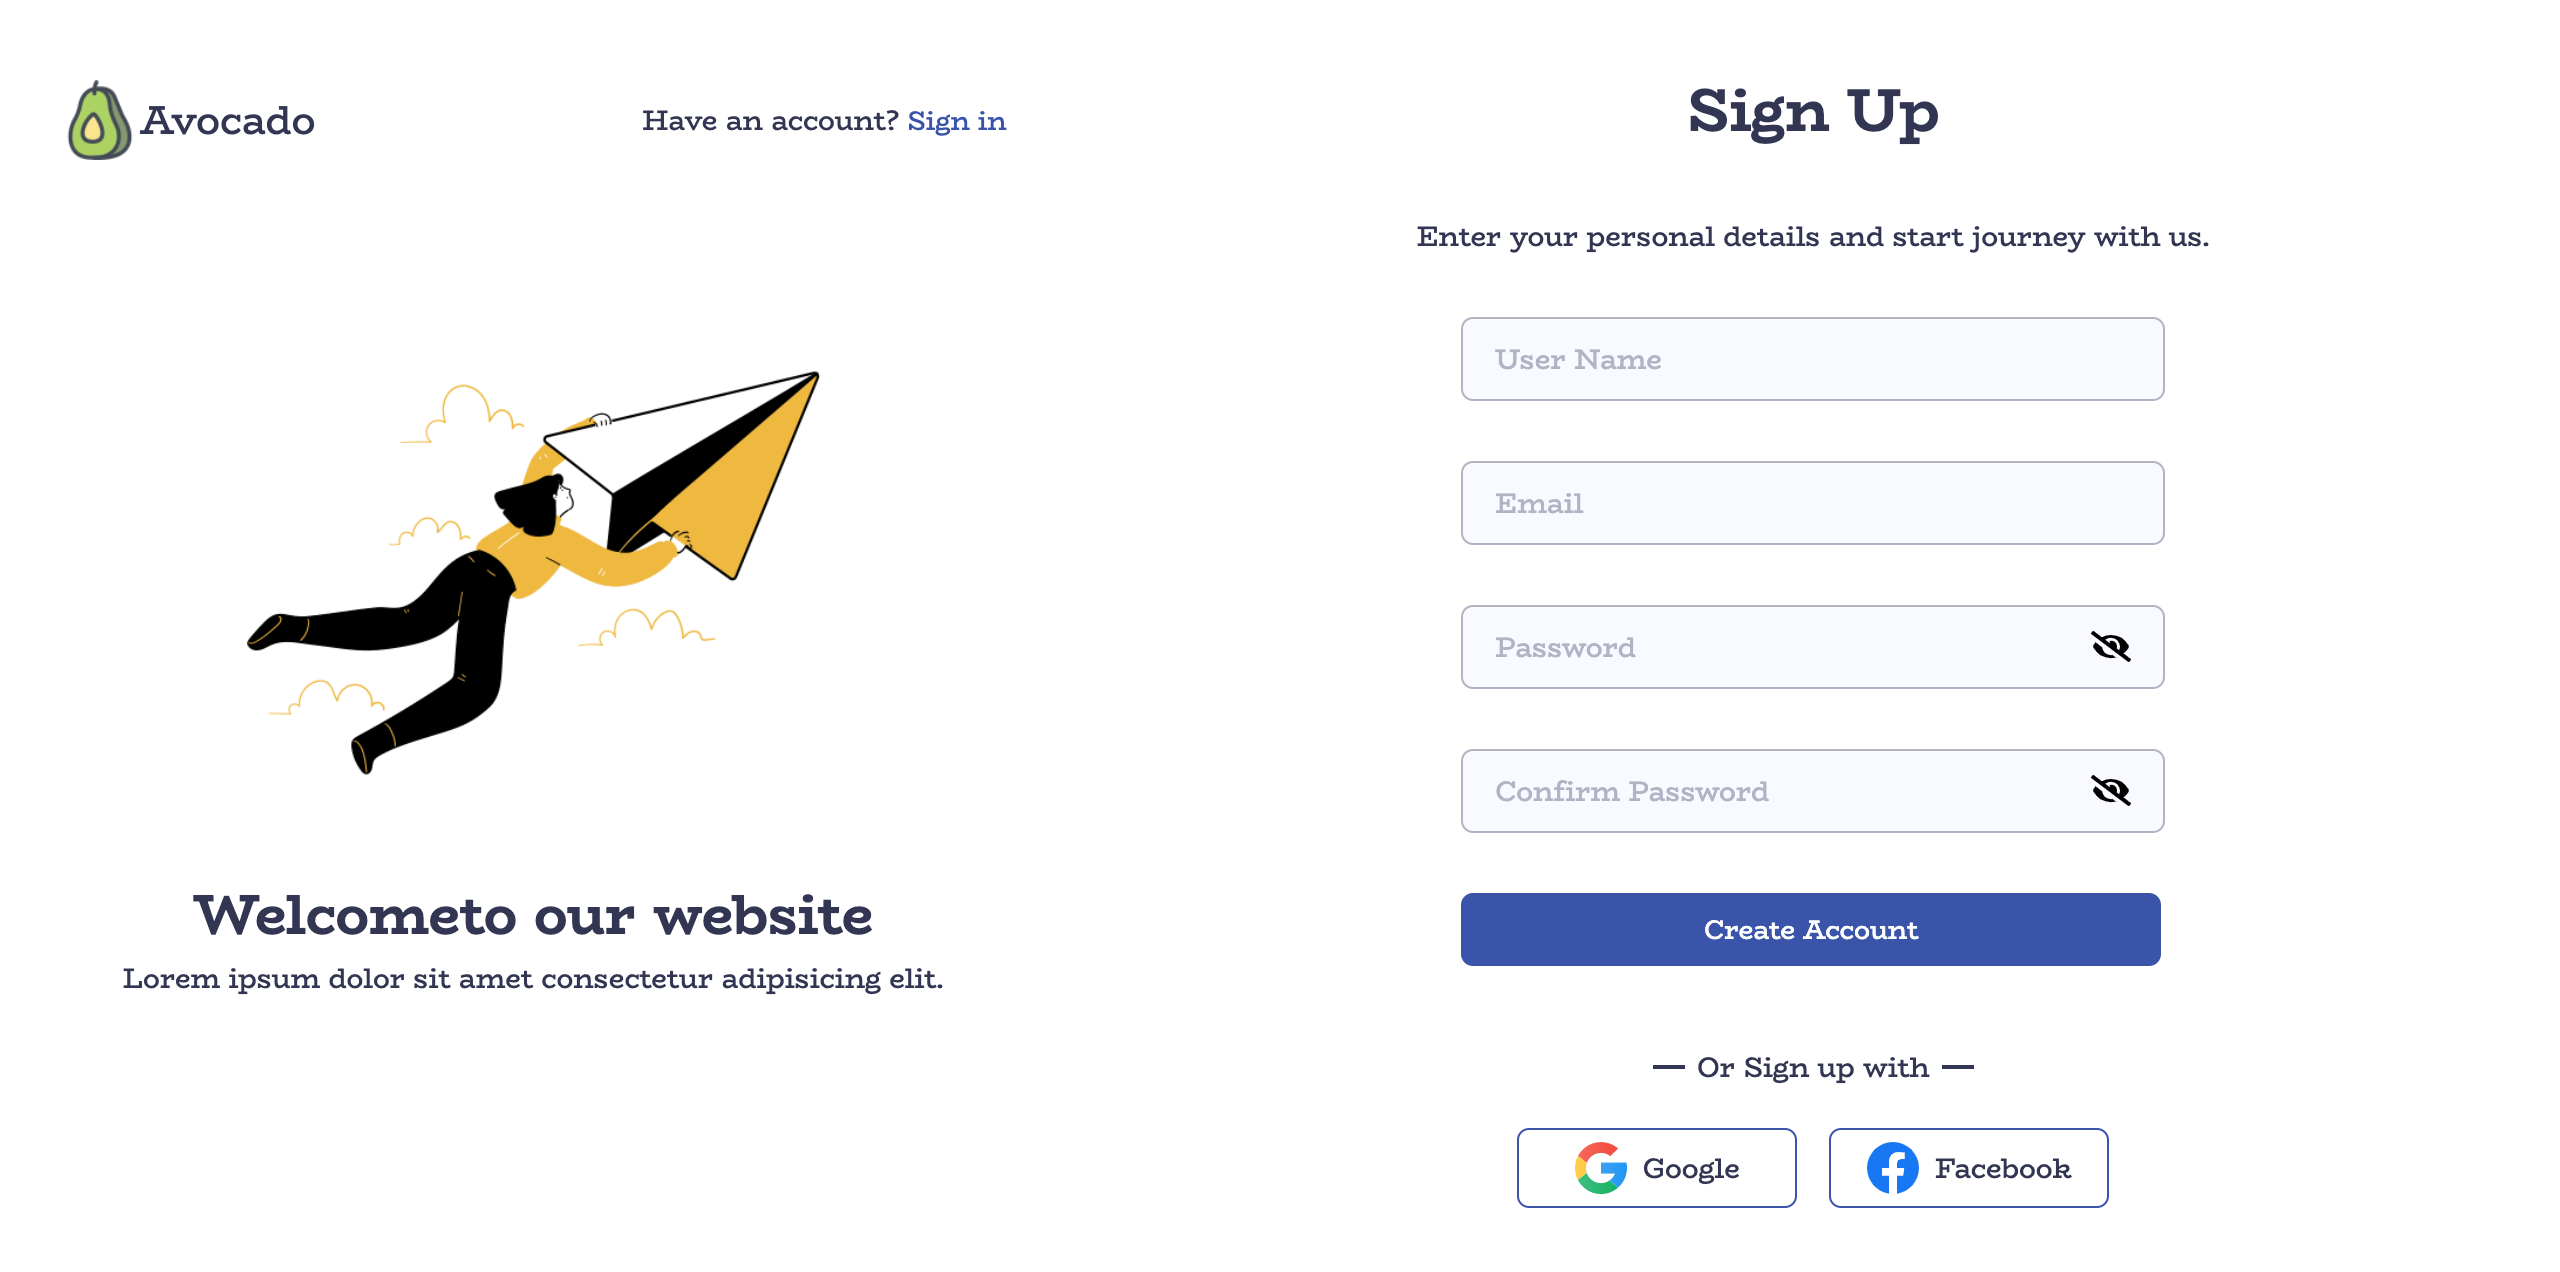 Avocado
Have an account? Sign in
Welcometo our website
Lorem ipsum dolor sit amet consectetur adipisicing elit.
Sign Up
Enter your personal details and start journey with us.
User Name
Email
Password
Confirm Password
Create Account
Or Sign up with
Google
Facebook